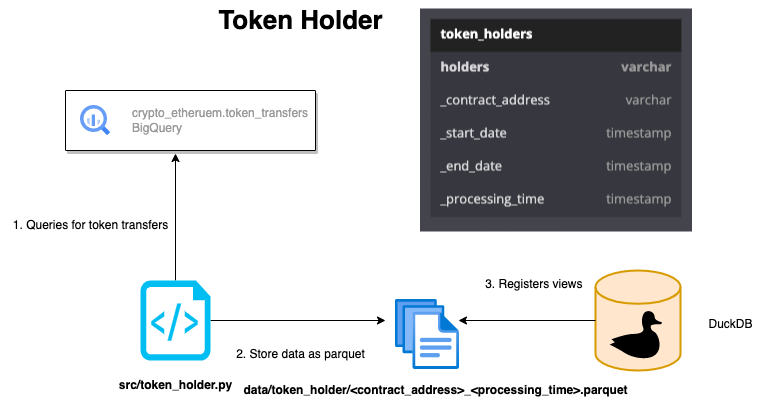 Token Holder
token_holders
holders varchar
_contract_address varchar
_start_date timestamp
_end_date timestamp
_processing_time timestamp
crypto_etheruem.token_transfers
BigQuery
1. Queries for token transfers
3. Registers views
DuckDB
2. Store data as parquet
src/token_holder.py
data/token_holder/<contract_address>_<processing_time>.parquet